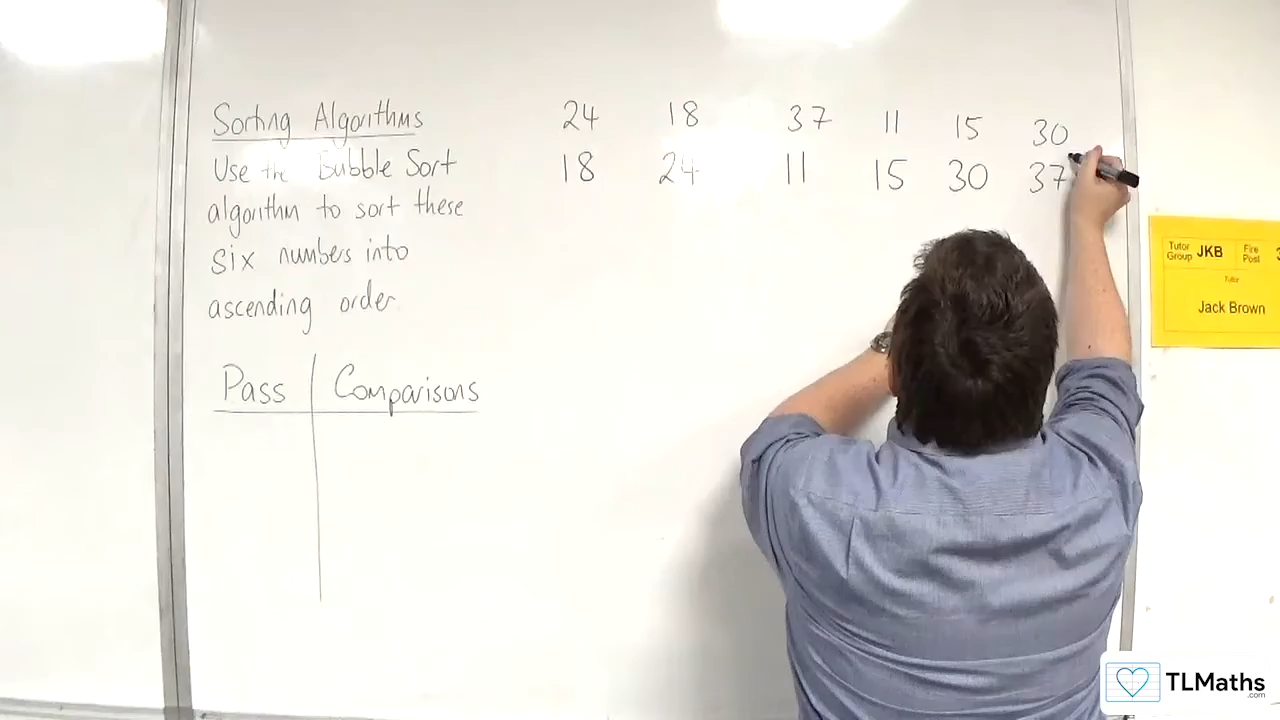 Sorting Algorithms
Use the Bubble Sort
algorithm to sort these
six numbers into
ascending order.
Pass Comparisons
24 18 37 11 15 30
18 24 11 15 30 37
Tutor Group JKB Fire Post 3
Tutor
Jack Brown
TLMaths
.com